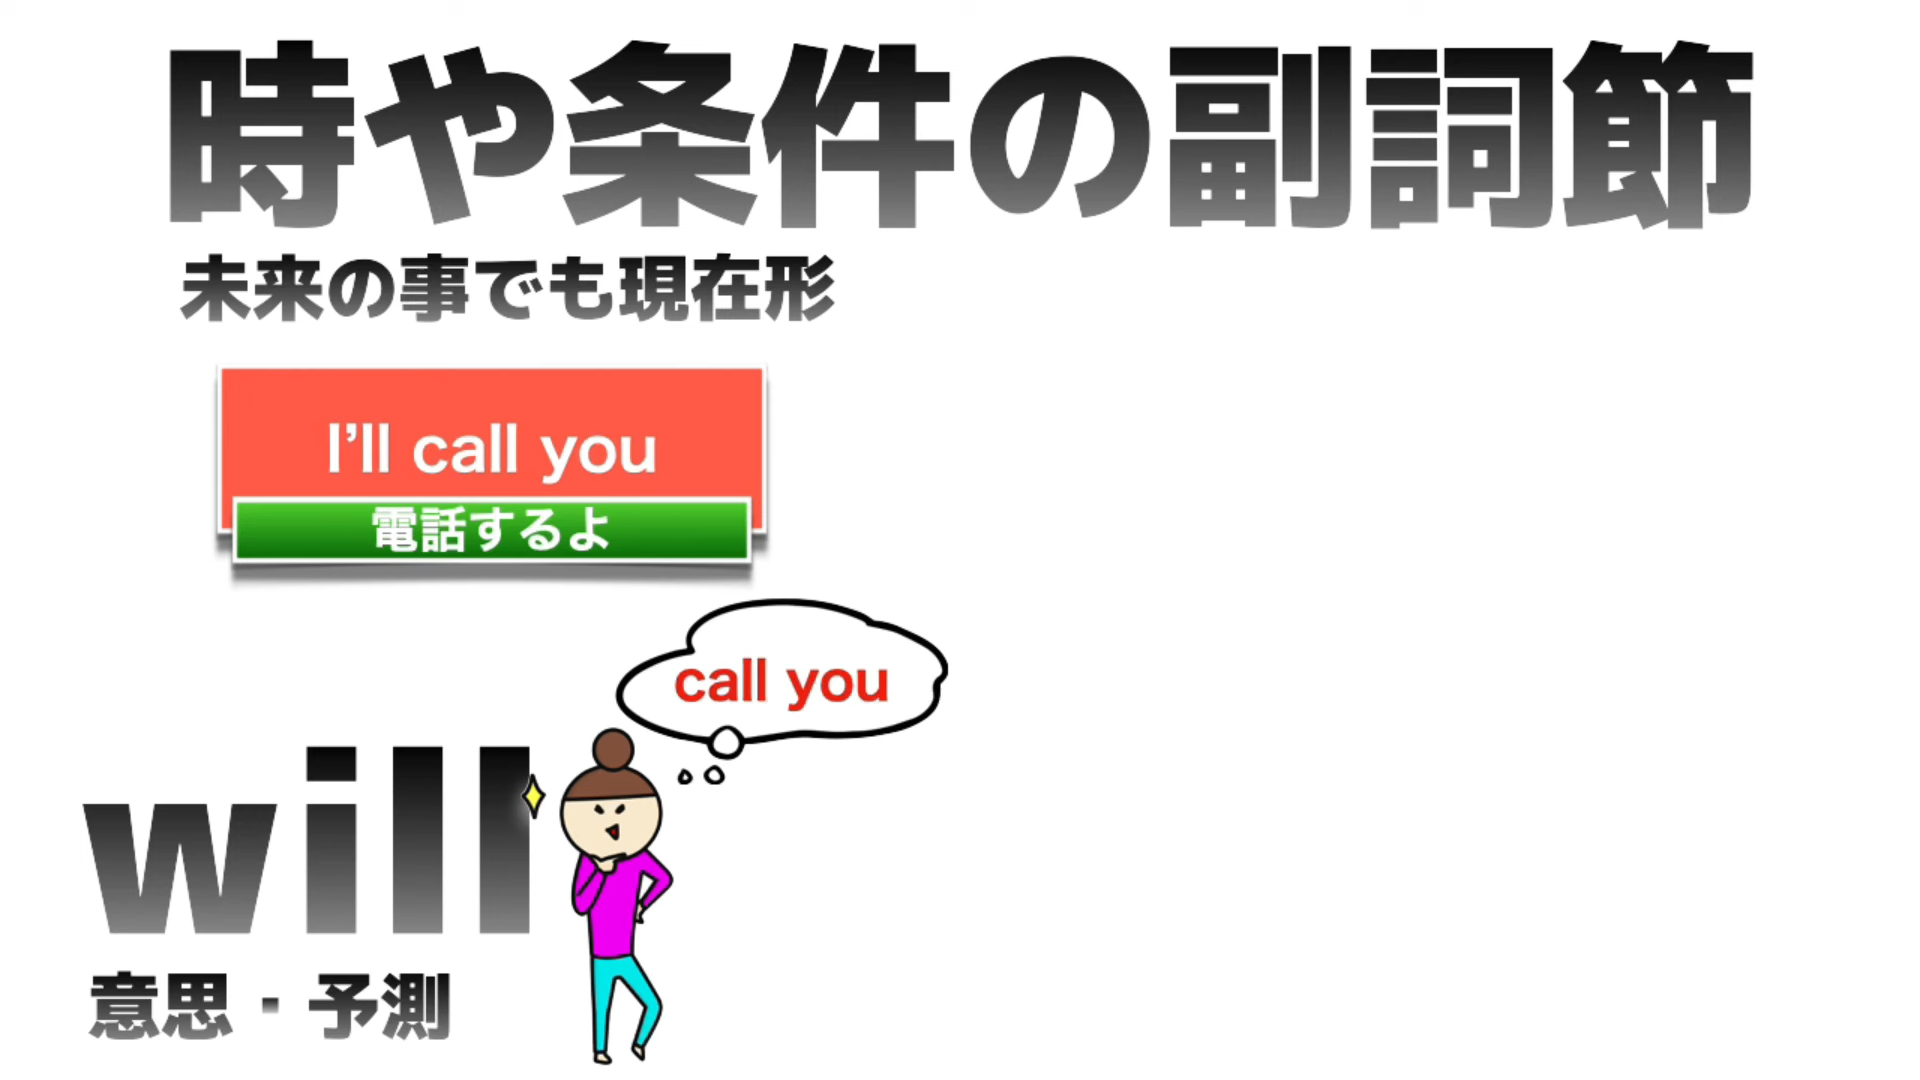 時や条件の副詞節
未来の事でも現在形
I’ll call you
電話するよ
call you
will
意思・予測